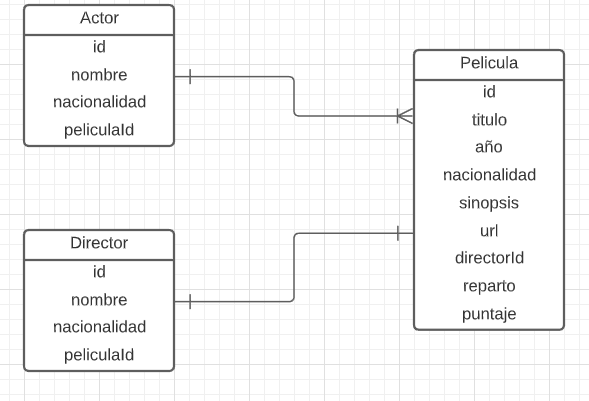 Actor
id
nombre
nacionalidad
peliculaId
Pelicula
id
titulo
año
nacionalidad
sinopsis
url
directorId
reparto
puntaje
Director
id
nombre
nacionalidad
peliculaId